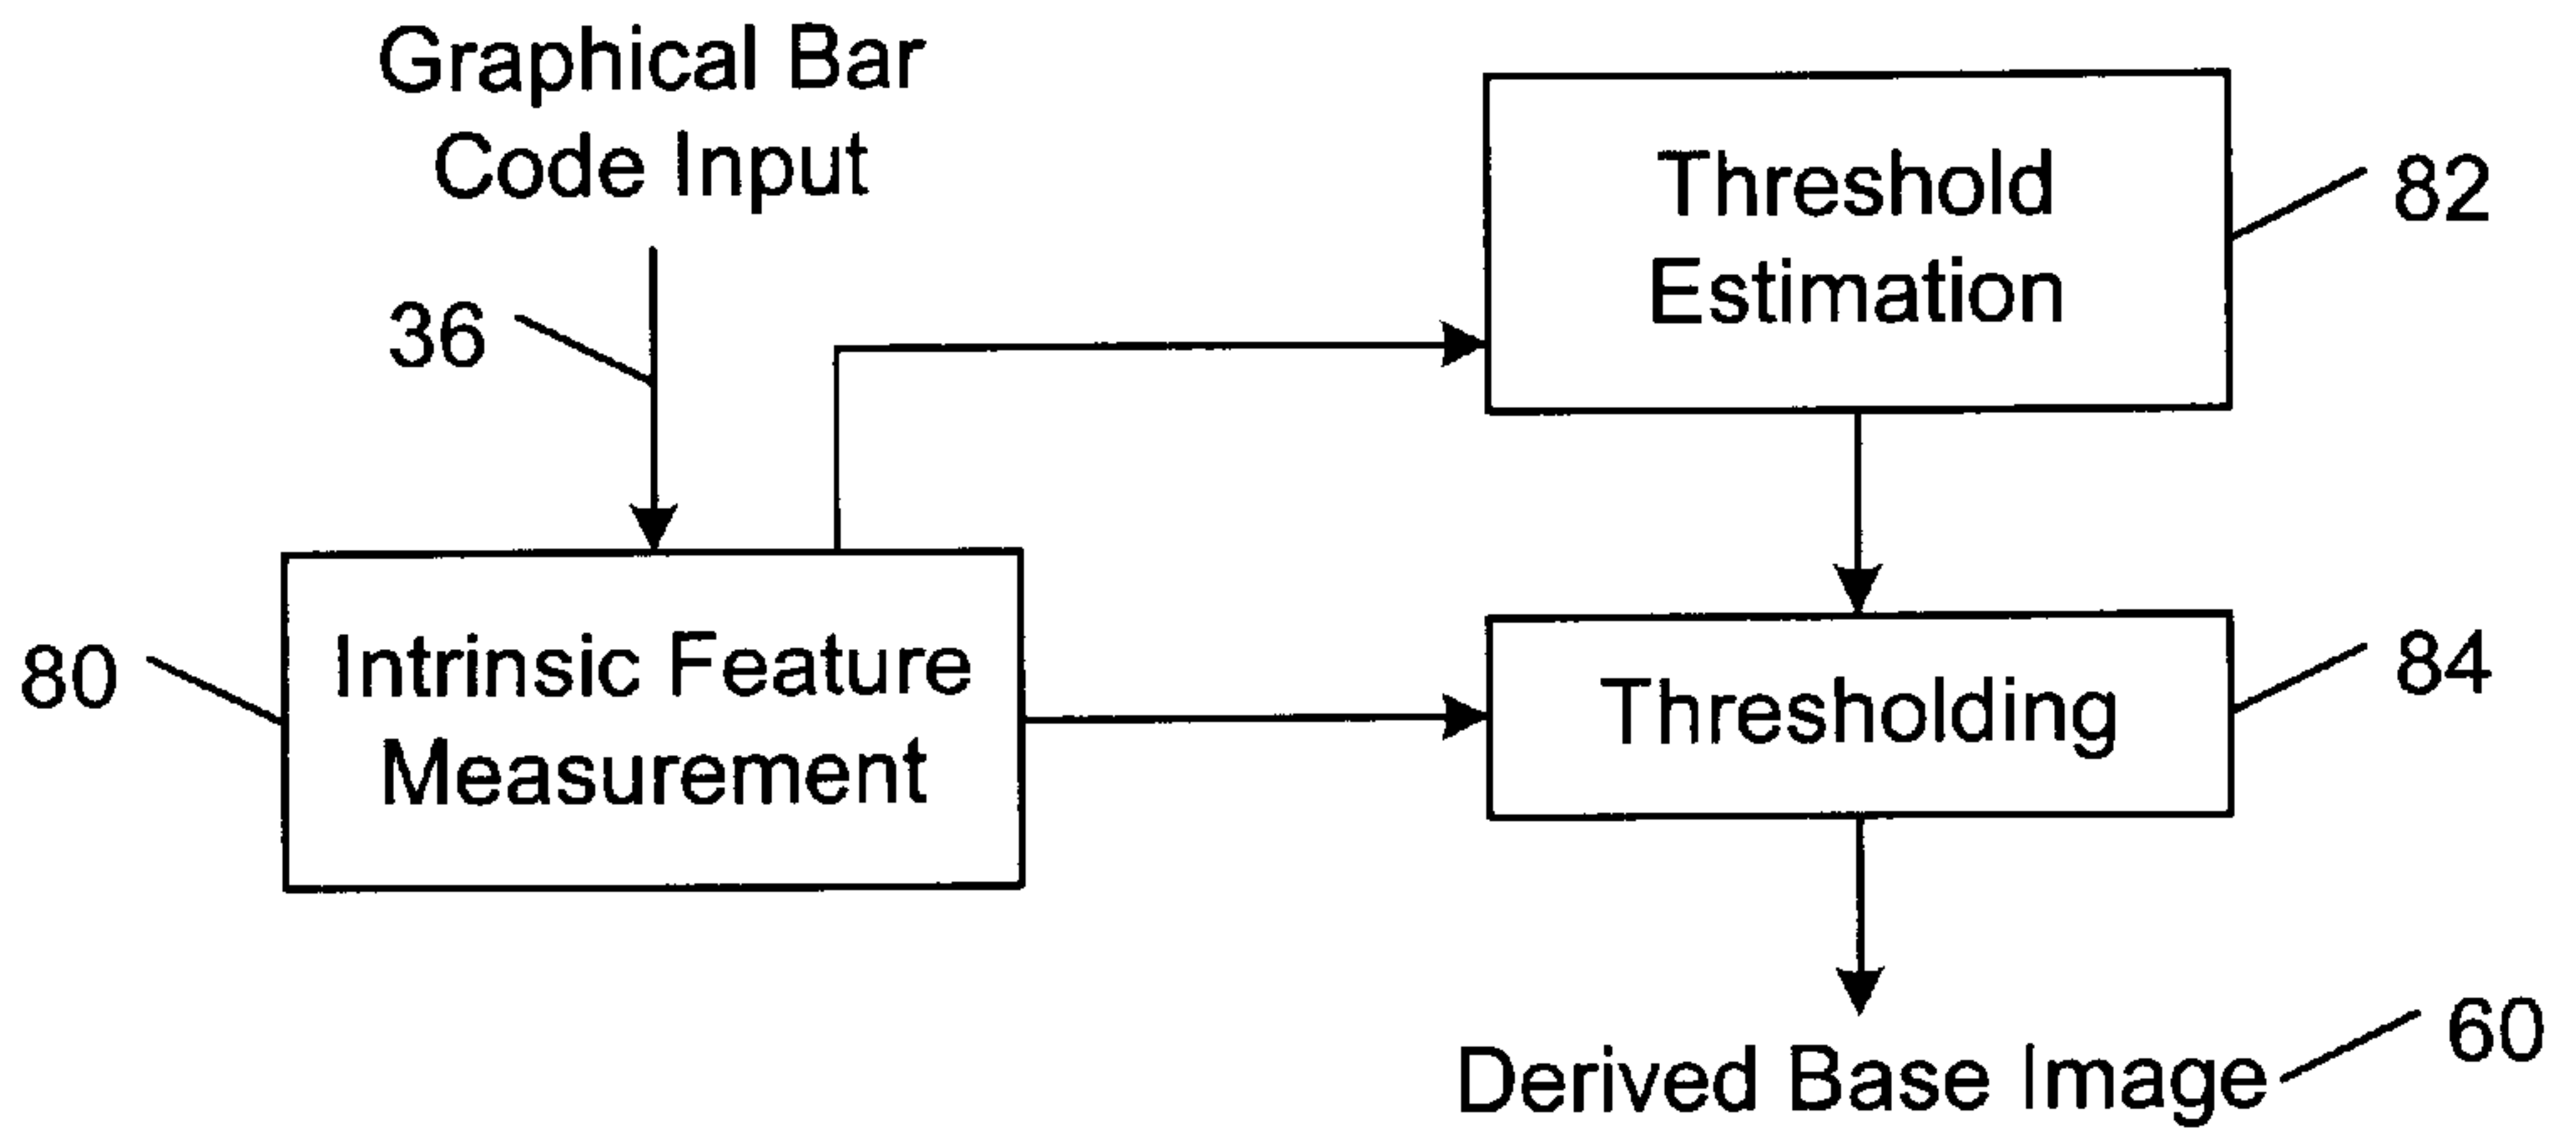 Graphical Bar
Code Input
36
Threshold
Estimation
82
80
Intrinsic Feature
Measurement
Thresholding
84
Derived Base Image
60